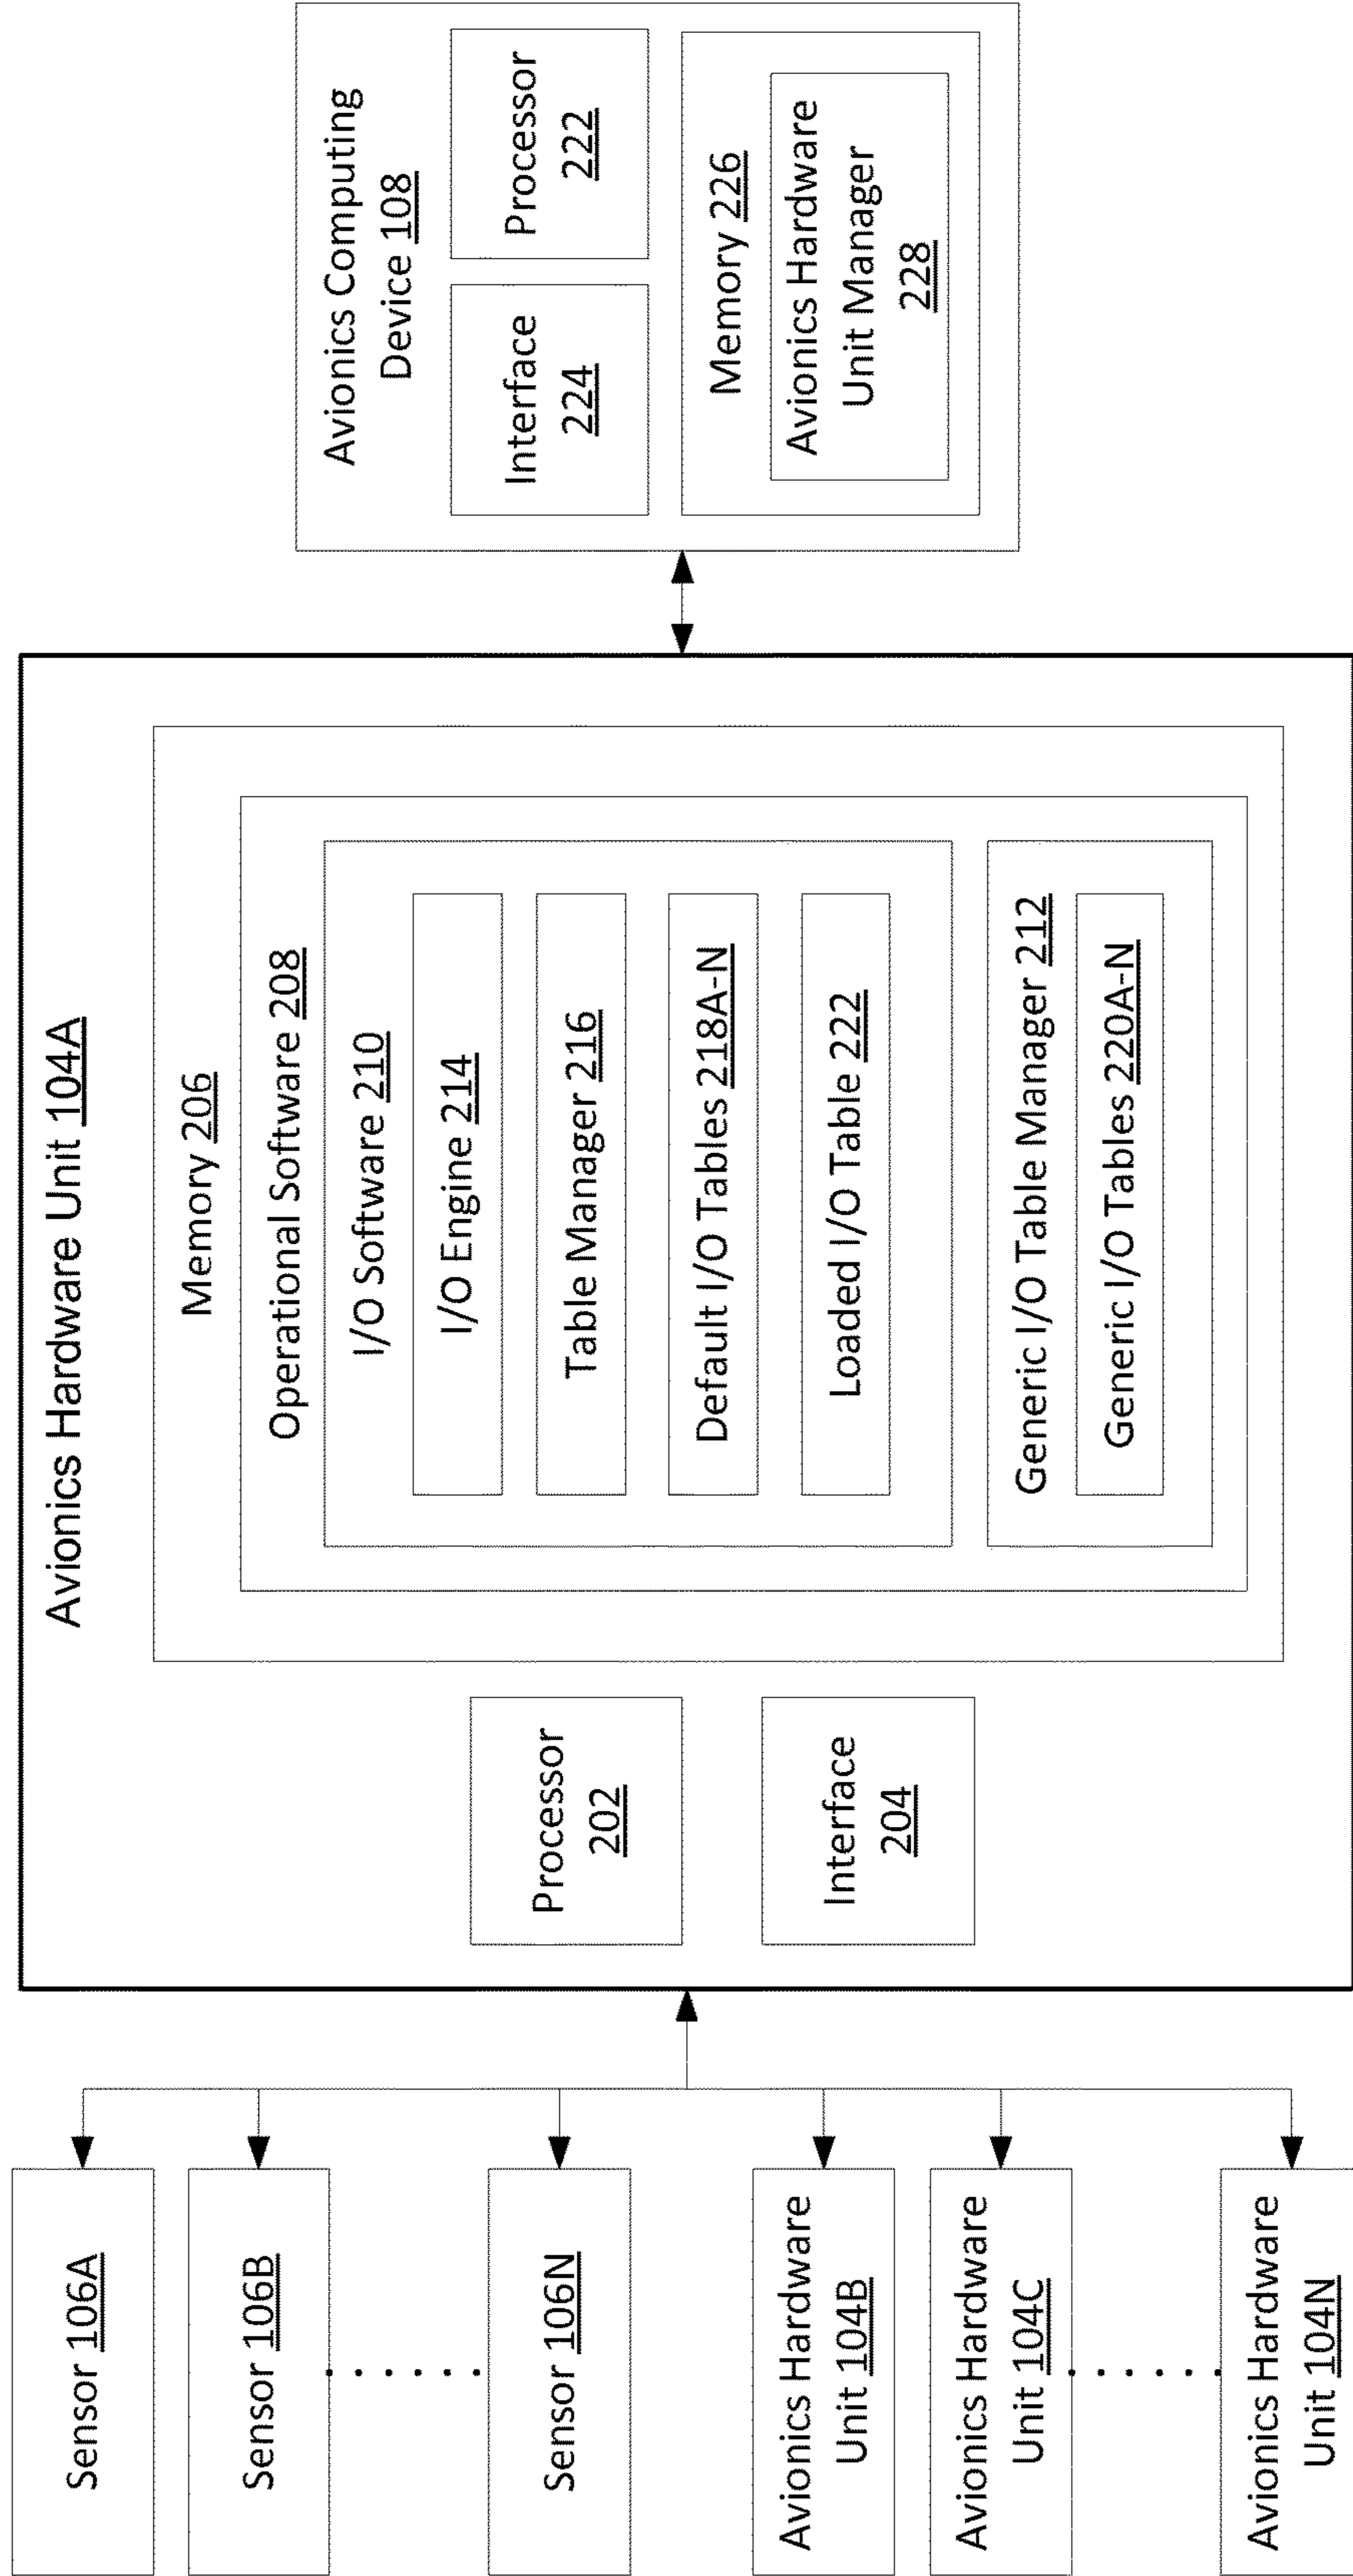 Sensor 106A
Sensor 106B
Sensor 106N
Avionics Hardware
Unit 104B
Avionics Hardware
Unit 104C
Avionics Hardware
Unit 104N
Avionics Hardware Unit 104A
Processor
202
Interface
204
Memory 206
Operational Software 208
I/O Software 210
I/O Engine 214
Table Manager 216
Default I/O Tables 218A-N
Loaded I/O Table 222
Generic I/O Table Manager 212
Generic I/O Tables 220A-N
Avionics Computing
Device 108
Interface
224
Processor
222
Memory 226
Avionics Hardware
Unit Manager
228